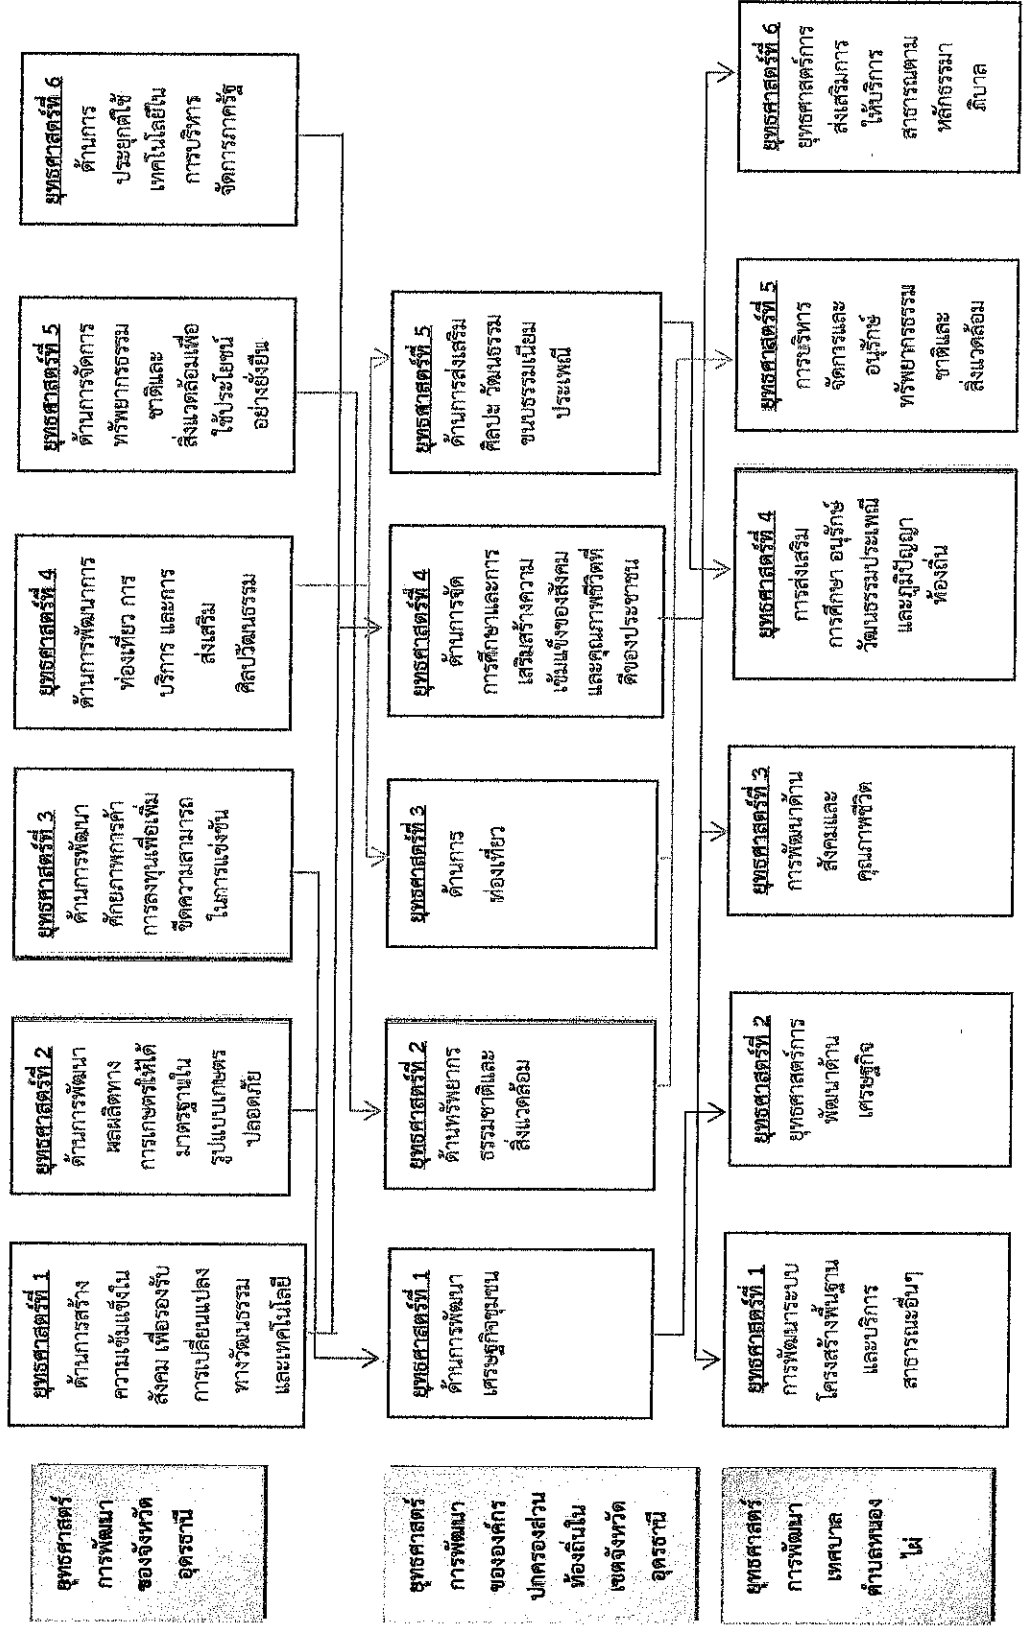 ยุทธศาสตร์
การพัฒนา
ของจังหวัด
อุดรธานี
ยุทธศาสตร์ที่ 1
ด้านการสร้าง
ความเข้มแข็งใน
สังคม เพื่อรองรับ
การเปลี่ยนแปลง
ทางวัฒนธรรม
และเทคโนโลยี
ยุทธศาสตร์ที่ 2
ด้านการพัฒนา
ผลผลิตทาง
การเกษตรให้ได้
มาตรฐานใน
รูปแบบเกษตร
ปลอดภัย
ยุทธศาสตร์ที่ 3
ด้านการพัฒนา
ศักยภาพการค้า
การลงทุนเพื่อเพิ่ม
ขีดความสามารถ
ในการแข่งขัน
ยุทธศาสตร์ที่ 4
ด้านการพัฒนาการ
ท่องเที่ยว การ
บริการ และการ
ส่งเสริม
ศิลปวัฒนธรรม
ยุทธศาสตร์ที่ 5
ด้านการจัดการ
ทรัพยากรธรรม
ชาติและ
สิ่งแวดล้อมเพื่อ
ใช้ประโยชน์
อย่างยั่งยืน
ยุทธศาสตร์ที่ 6
ด้านการ
ประยุกต์ใช้
เทคโนโลยีใน
การบริหาร
จัดการภาครัฐ
ยุทธศาสตร์
การพัฒนา
ขององค์กร
ปกครองส่วน
ท้องถิ่นใน
เขตจังหวัด
อุดรธานี
ยุทธศาสตร์ที่ 1
ด้านการพัฒนา
เศรษฐกิจชุมชน
ยุทธศาสตร์ที่ 2
ด้านทรัพยากร
ธรรมชาติและ
สิ่งแวดล้อม
ยุทธศาสตร์ที่ 3
ด้านการ
ท่องเที่ยว
ยุทธศาสตร์ที่ 4
ด้านการจัด
การศึกษาและการ
เสริมสร้างความ
เข้มแข็งของสังคม
และคุณภาพชีวิตที่
ดีของประชาชน
ยุทธศาสตร์ที่ 5
ด้านการส่งเสริม
ศิลปะ วัฒนธรรม
ขนบธรรมเนียม
ประเพณี
ยุทธศาสตร์
การพัฒนา
เทศบาล
ตำบลหนอง
ไผ่
ยุทธศาสตร์ที่ 1
การพัฒนาระบบ
โครงสร้างพื้นฐาน
และบริการ
สาธารณะอื่นๆ
ยุทธศาสตร์ที่ 2
ยุทธศาสตร์การ
พัฒนาด้าน
เศรษฐกิจ
ยุทธศาสตร์ที่ 3
การพัฒนาด้าน
สังคมและ
คุณภาพชีวิต
ยุทธศาสตร์ที่ 4
การส่งเสริม
การศึกษา อนุรักษ์
วัฒนธรรมประเพณี
และภูมิปัญญา
ท้องถิ่น
ยุทธศาสตร์ที่ 5
การบริหาร
จัดการและ
อนุรักษ์
ทรัพยากรธรรม
ชาติและ
สิ่งแวดล้อม
ยุทธศาสตร์ที่ 6
ยุทธศาสตร์การ
ส่งเสริมการ
ให้บริการ
สาธารณตาม
หลักธรรมา
ภิบาล